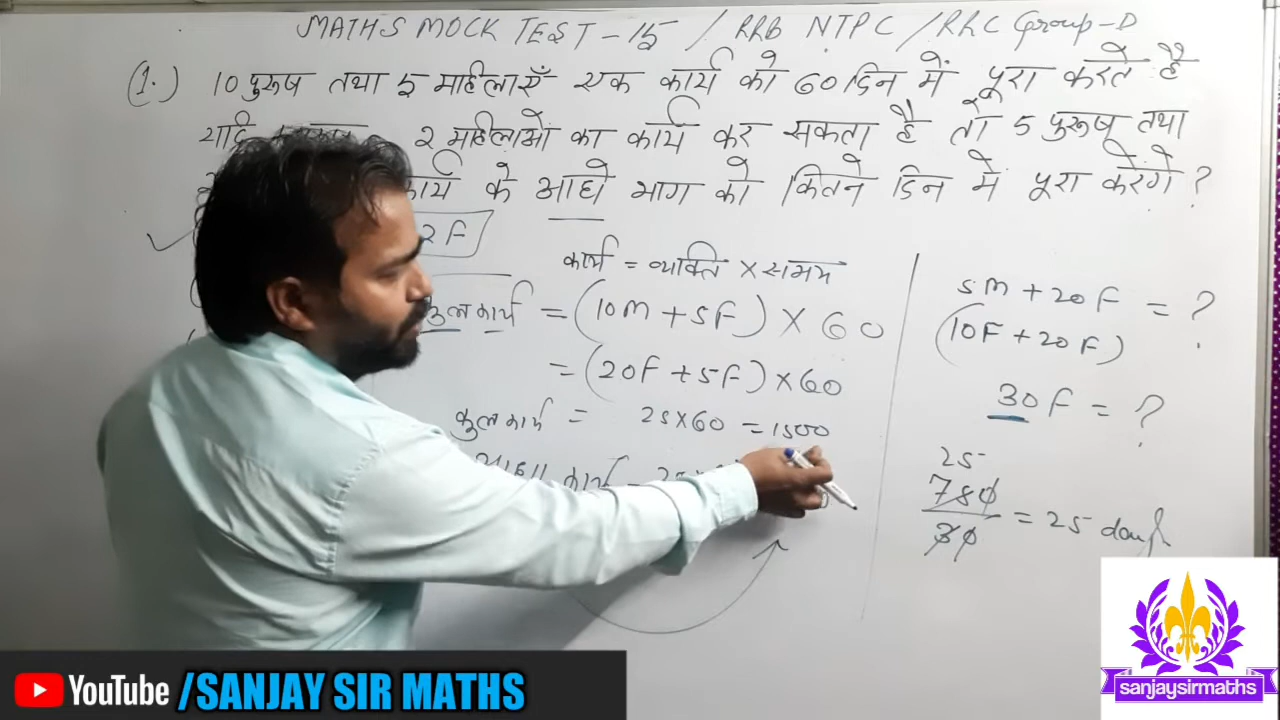 MATHS MOCK TEST-15 / RRB NTPC / RRC Group-D
(1.) 10 पुरूष तथा 5 महिलाएँ एक कार्य को 60 दिन में पूरा करते है
यदि 2 महिलाओ का कार्य कर सकता है तो 5 पुरूष तथा
कार्य के आधे भाग को कितने दिन में पूरा करेंगे ?
2F
कार्य = व्यक्ति × समय
कुल कार्य = (10M + 5F) × 60
= (20F + 5F) × 60
कुल कार्य = 25×60 = 1500
कार्य =
5M + 20F = ?
(10F + 20F)
30F = ?
25
750
30
= 25 days
YouTube /SANJAY SIR MATHS
sanjaysirmaths